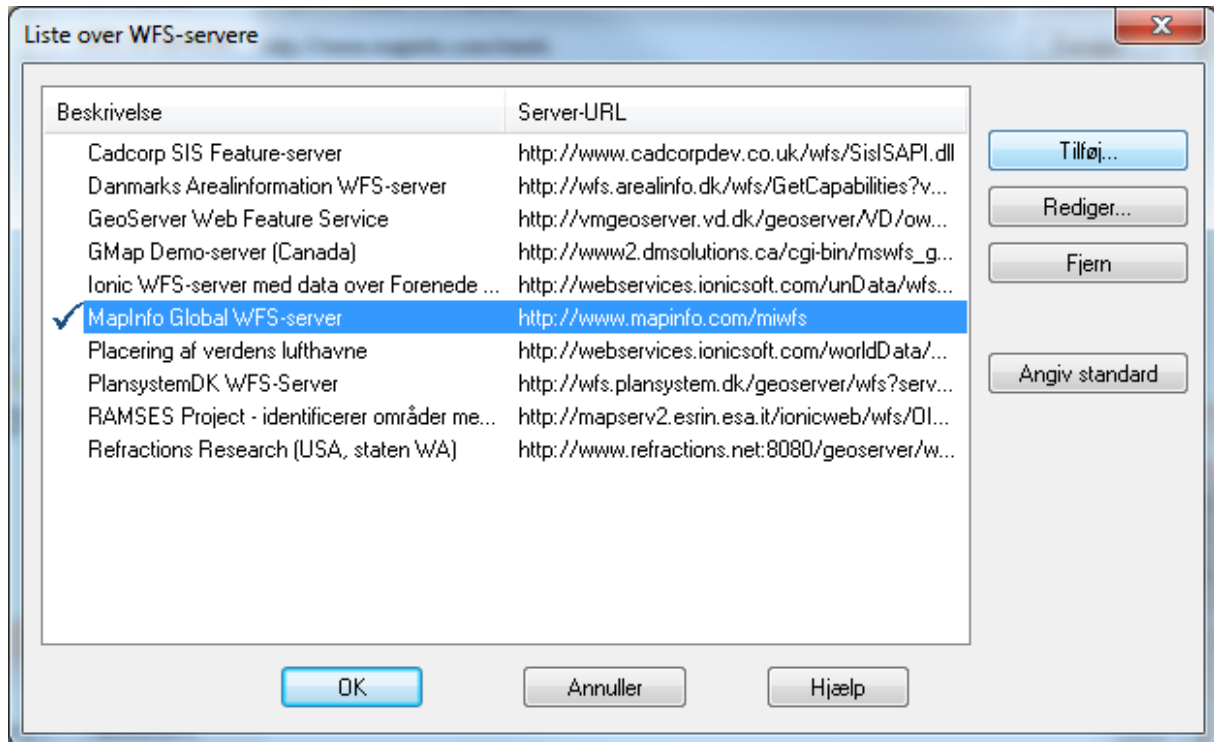 Liste over WFS-servere
Beskrivelse Server-URL
Cadcorp SIS Feature-server http://www.cadcorpdev.co.uk/wfs/SisISAPI.dll
Danmarks Arealinformation WFS-server http://wfs.arealinfo.dk/wfs/GetCapabilities?v...
GeoServer Web Feature Service http://vmgeoserver.vd.dk/geoserver/VD/ow...
GMap Demo-server (Canada) http://www2.dmsolutions.ca/cgi-bin/mswfs_g...
Ionic WFS-server med data over Forenede ... http://webservices.ionicsoft.com/unData/wfs...
MapInfo Global WFS-server http://www.mapinfo.com/miwfs
Placering af verdens lufthavne http://webservices.ionicsoft.com/worldData/...
PlansystemDK WFS-Server http://wfs.plansystem.dk/geoserver/wfs?serv...
RAMSES Project - identificerer områder me... http://mapserv2.esrin.esa.it/ionicweb/wfs/OI...
Refractions Research (USA, staten WA) http://www.refractions.net:8080/geoserver/w...
Tilføj...
Rediger...
Fjern
Angiv standard
OK Annuller Hjælp